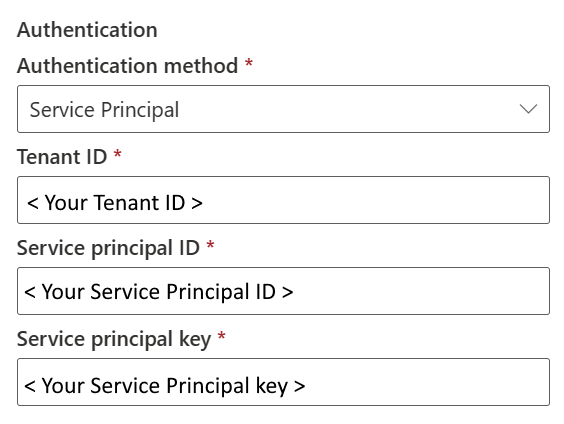 Authentication
Authentication method *
Service Principal
Tenant ID *
< Your Tenant ID >
Service principal ID *
< Your Service Principal ID >
Service principal key *
< Your Service Principal key >